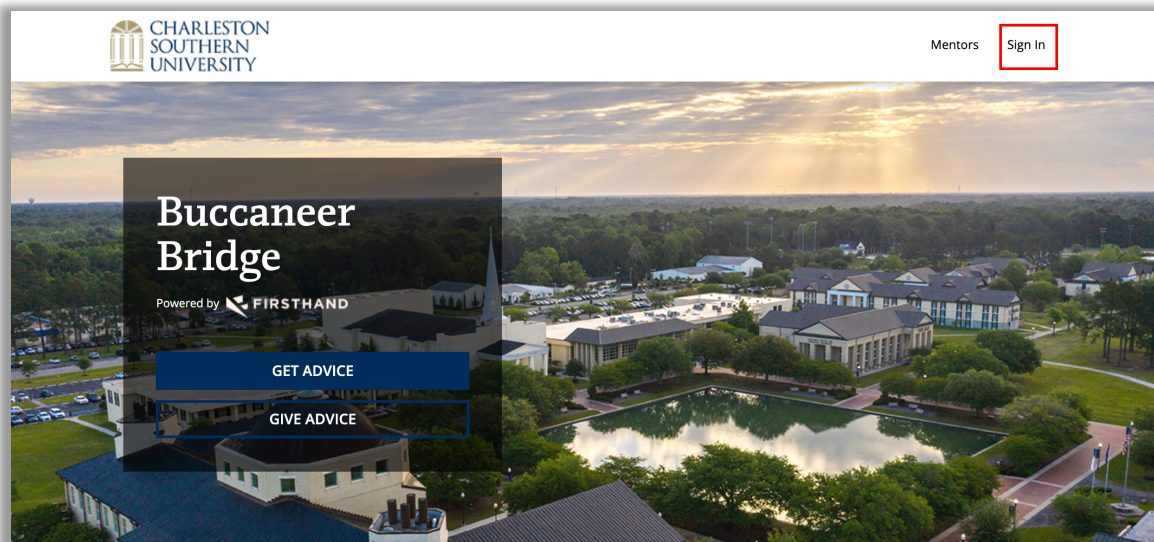 CHARLESTON
SOUTHERN
UNIVERSITY
Mentors
Sign In
Buccaneer
Bridge
Powered by FIRSTHAND
GET ADVICE
GIVE ADVICE